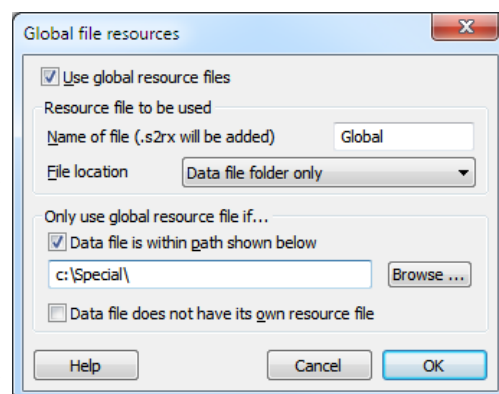 Global file resources
Use global resource files
Resource file to be used
Name of file (.s2rx will be added) Global
File location Data file folder only
Only use global resource file if...
Data file is within path shown below
c:\Special\ Browse ...
Data file does not have its own resource file
Help Cancel OK